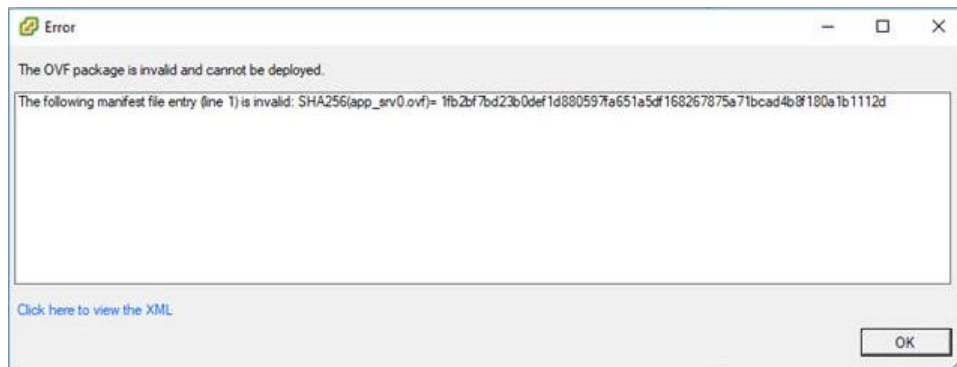 Error
The OVF package is invalid and cannot be deployed.
The following manifest file entry (line 1) is invalid: SHA256(app_srv0.ovf)= 1fb2bf7bd23b0def1d880597fa651a5df168267875a71bcad4b8f180a1b1112d
Click here to view the XML
OK